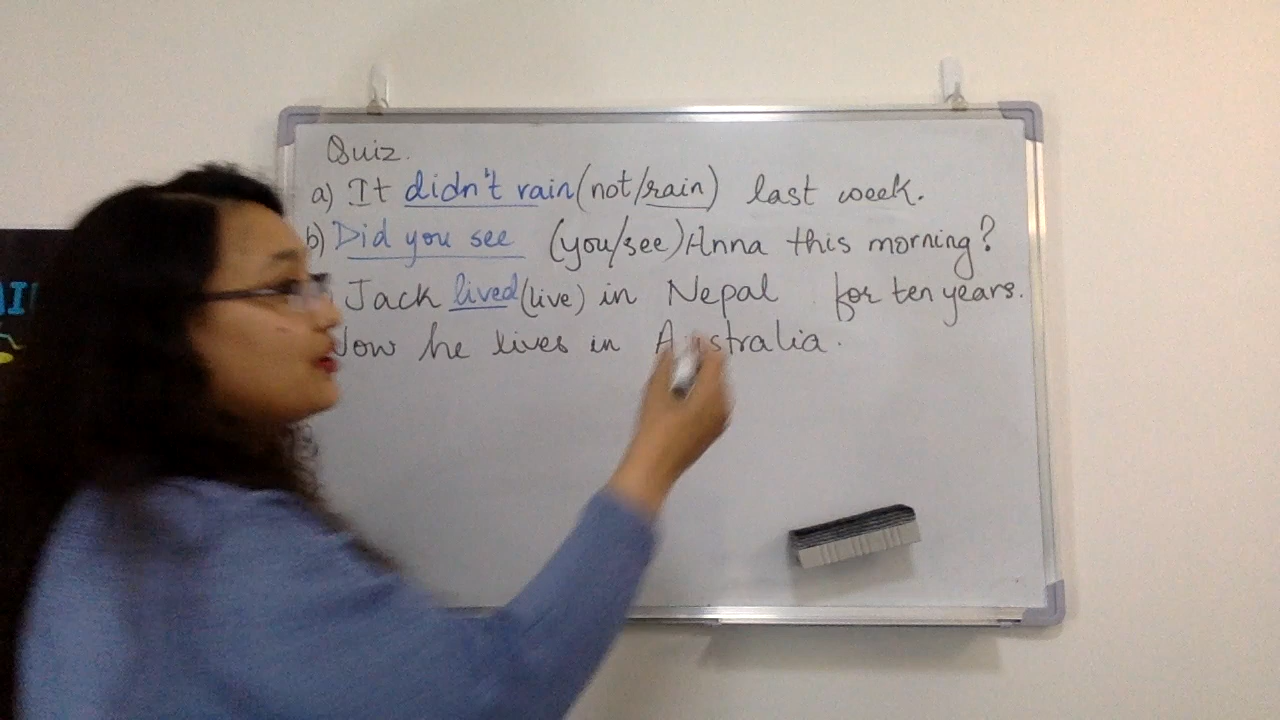 Quiz.
a) It didn't rain (not/rain) last week.
b) Did you see (you/see) Anna this morning?
Jack lived (live) in Nepal for ten years.
Now he lives in Australia.